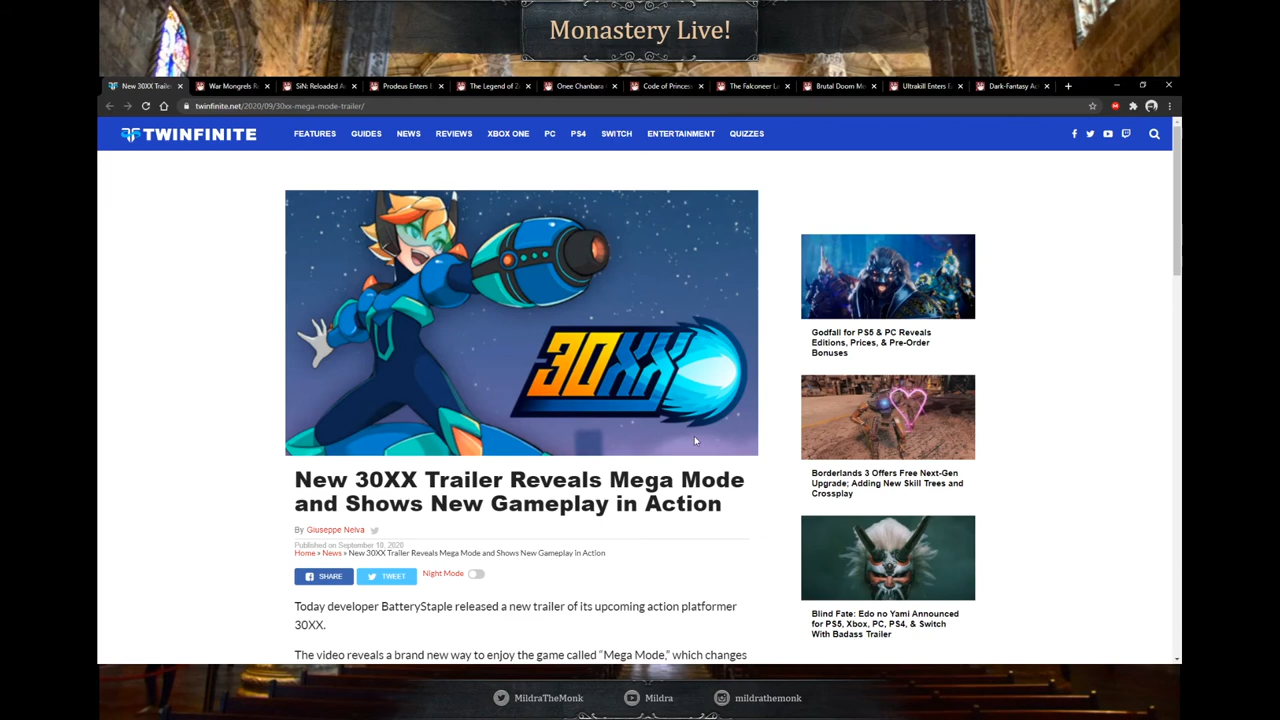 Monastery Live!
New 30XX Traile
War Mongrels R
SiN: Reloaded A
Prodeus Enters E
The Legend of Z
Onee Chanbara
Code of Princes
The Falconeer L
Brutal Doom M
Ultrakill Enters E
Dark-Fantasy A
twinfinite.net/2020/09/30xx-mega-mode-trailer/
TWINFINITE
FEATURES GUIDES NEWS REVIEWS XBOX ONE PC PS4 SWITCH ENTERTAINMENT QUIZZES
30XX
New 30XX Trailer Reveals Mega Mode
and Shows New Gameplay in Action
By Giuseppe Nelva
Published on September 10, 2020
Home » News » New 30XX Trailer Reveals Mega Mode and Shows New Gameplay in Action
SHARE TWEET Night Mode
Today developer BatteryStaple released a new trailer of its upcoming action platformer
30XX.
The video reveals a brand new way to enjoy the game called “Mega Mode,” which changes
Godfall for PS5 & PC Reveals
Editions, Prices, & Pre-Order
Bonuses
Borderlands 3 Offers Free Next-Gen
Upgrade; Adding New Skill Trees and
Crossplay
Blind Fate: Edo no Yami Announced
for PS5, Xbox, PC, PS4, & Switch
With Badass Trailer
MildraTheMonk Mildra mildrathemonk